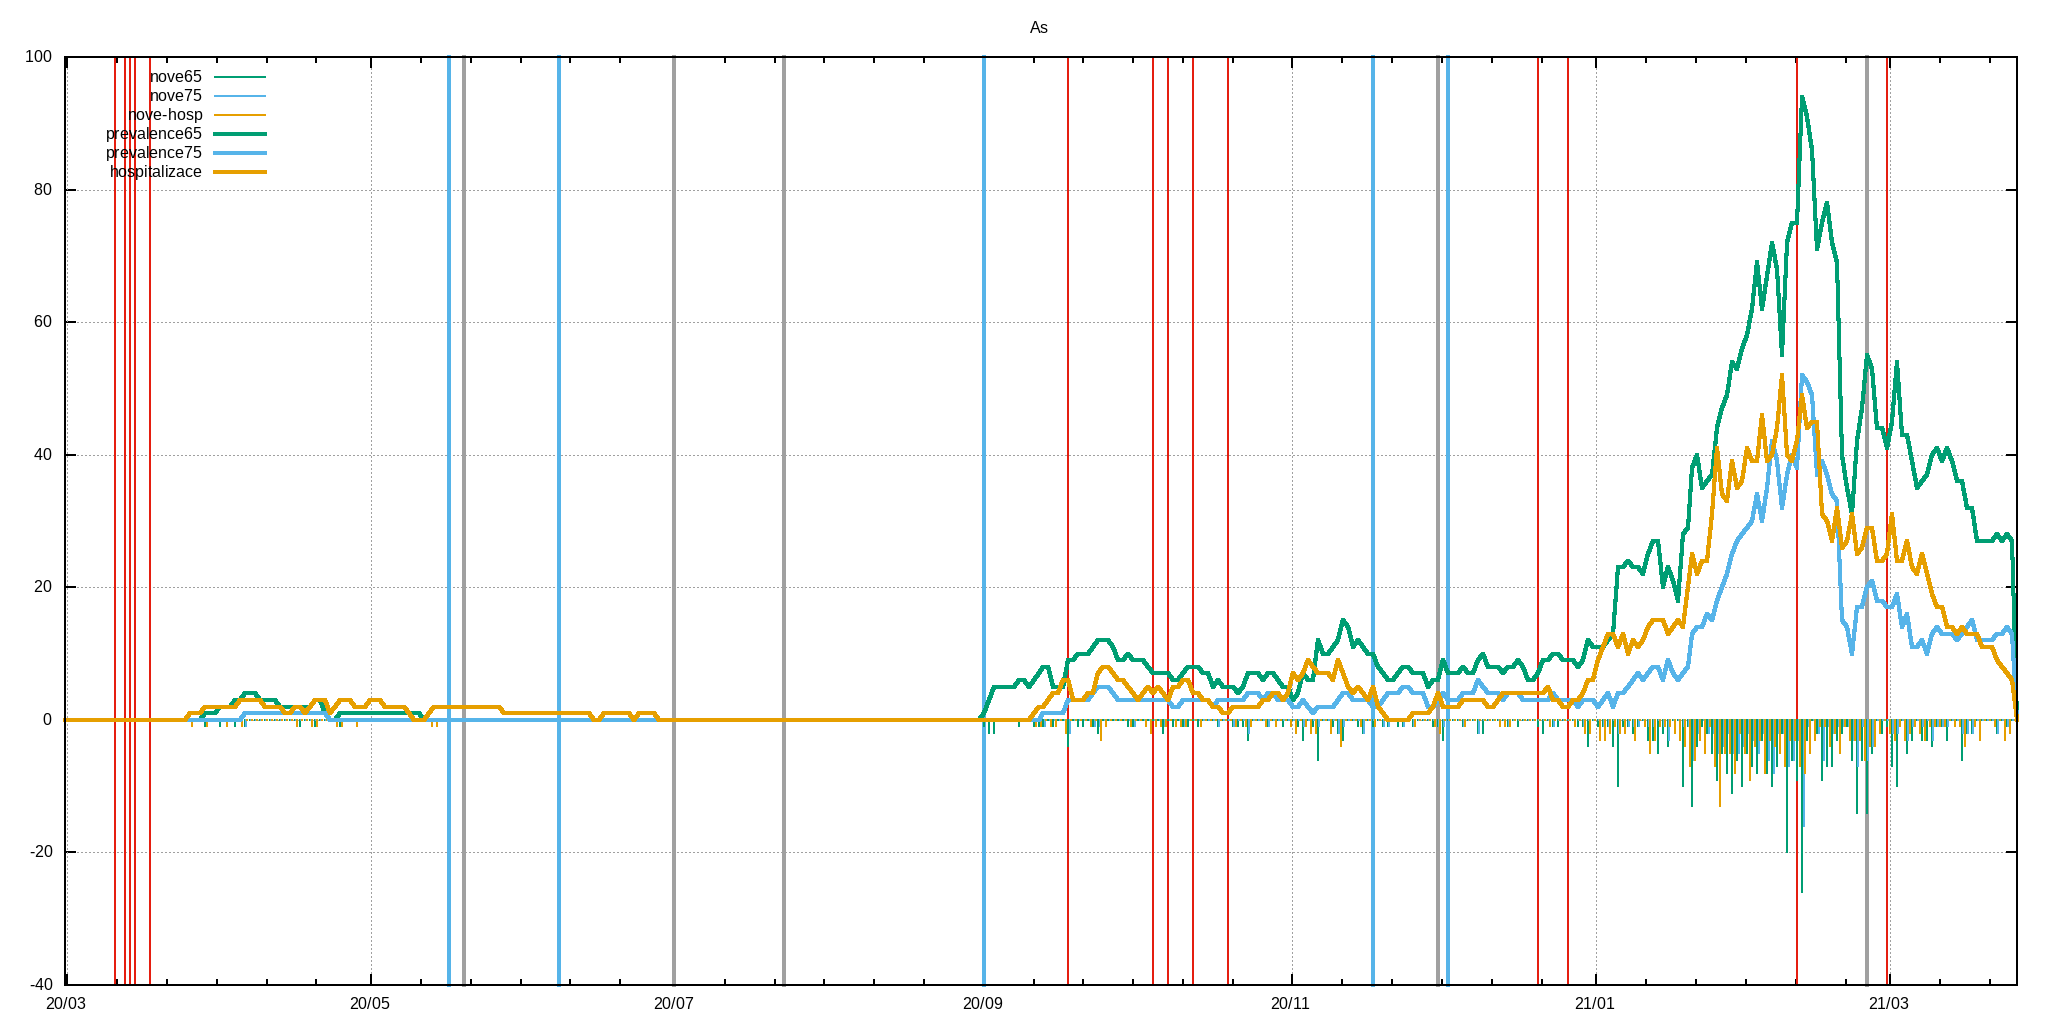 As
100
80
60
40
20
0
-20
-40
nove65
nove75
nove-hosp
prevalence65
prevalence75
hospitalizace
20/03 20/05 20/07 20/09 20/11 21/01 21/03